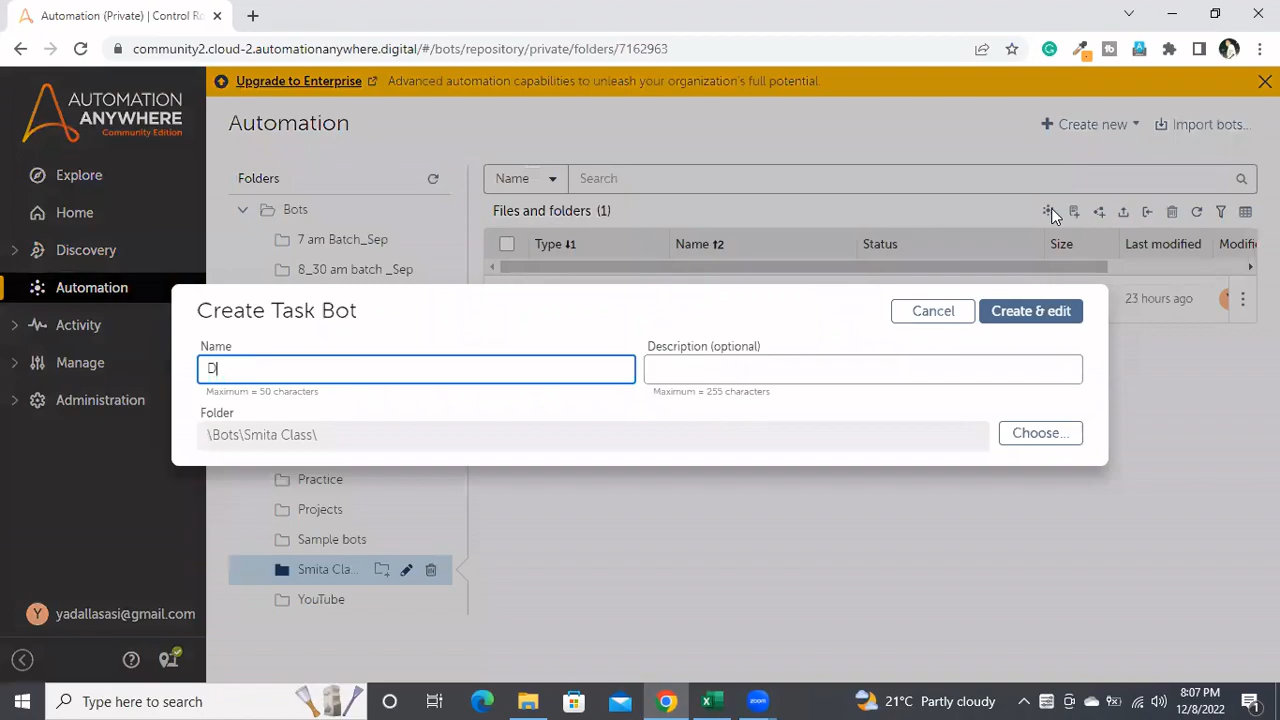 Automation (Private) | Control Ro
community2.cloud-2.automationanywhere.digital/#/bots/repository/private/folders/7162963
Upgrade to Enterprise Advanced automation capabilities to unleash your organization's full potential.
AUTOMATION
ANYWHERE
Community Edition
Automation
Create new
Import bots...
Explore
Folders
Name
Search
Home
Bots
Files and folders (1)
Discovery
7 am Batch_Sep
Type
1
Name
2
Status
Size
Last modified
Modifi
8_30 am batch _Sep
Automation
23 hours ago
Y
Create Task Bot
Cancel
Create & edit
Activity
Name
Description (optional)
Manage
D
Maximum = 50 characters
Maximum = 255 characters
Administration
Folder
\Bots\Smita Class\
Choose...
Practice
Projects
Sample bots
Smita Cla...
YouTube
Y
yadallasasi@gmail.com
Type here to search
21°C Partly cloudy
8:07 PM
12/8/2022
1